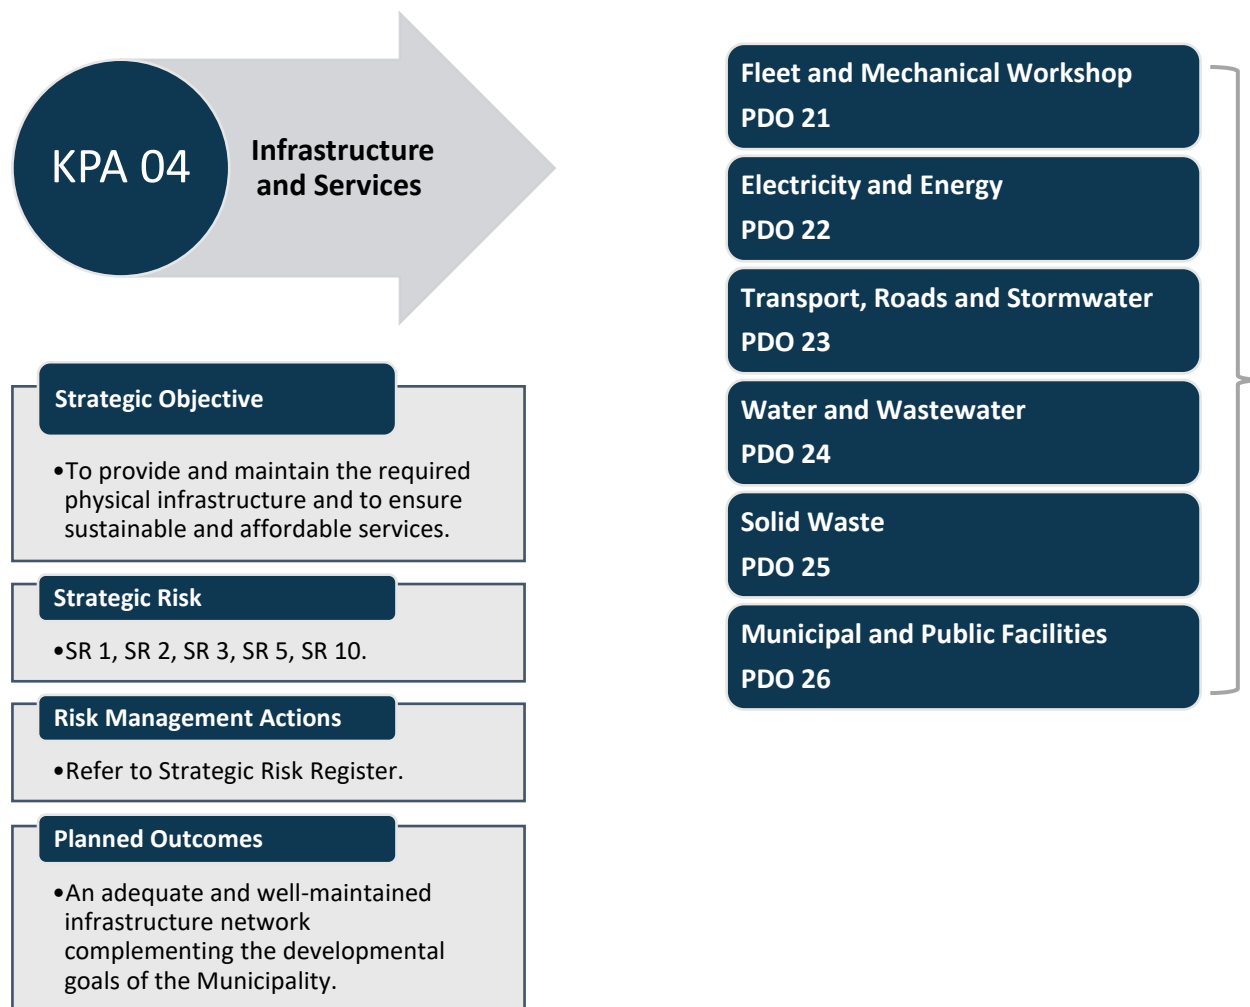 KPA 04
Infrastructure
and Services
Strategic Objective
•To provide and maintain the required
physical infrastructure and to ensure
sustainable and affordable services.
Strategic Risk
•SR 1, SR 2, SR 3, SR 5, SR 10.
Risk Management Actions
•Refer to Strategic Risk Register.
Planned Outcomes
•An adequate and well-maintained
infrastructure network
complementing the developmental
goals of the Municipality.
Fleet and Mechanical Workshop
PDO 21
Electricity and Energy
PDO 22
Transport, Roads and Stormwater
PDO 23
Water and Wastewater
PDO 24
Solid Waste
PDO 25
Municipal and Public Facilities
PDO 26